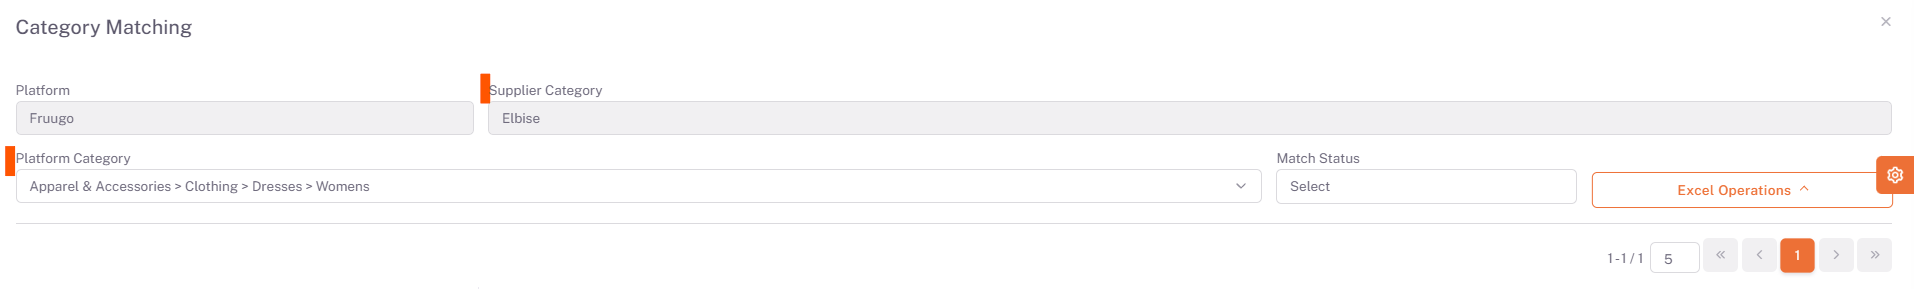 Category Matching
Platform
Supplier Category
Fruugo
Elbise
Platform Category
Match Status
Apparel & Accessories > Clothing > Dresses > Womens
Select
Excel Operations
1 - 1 / 1
5
1